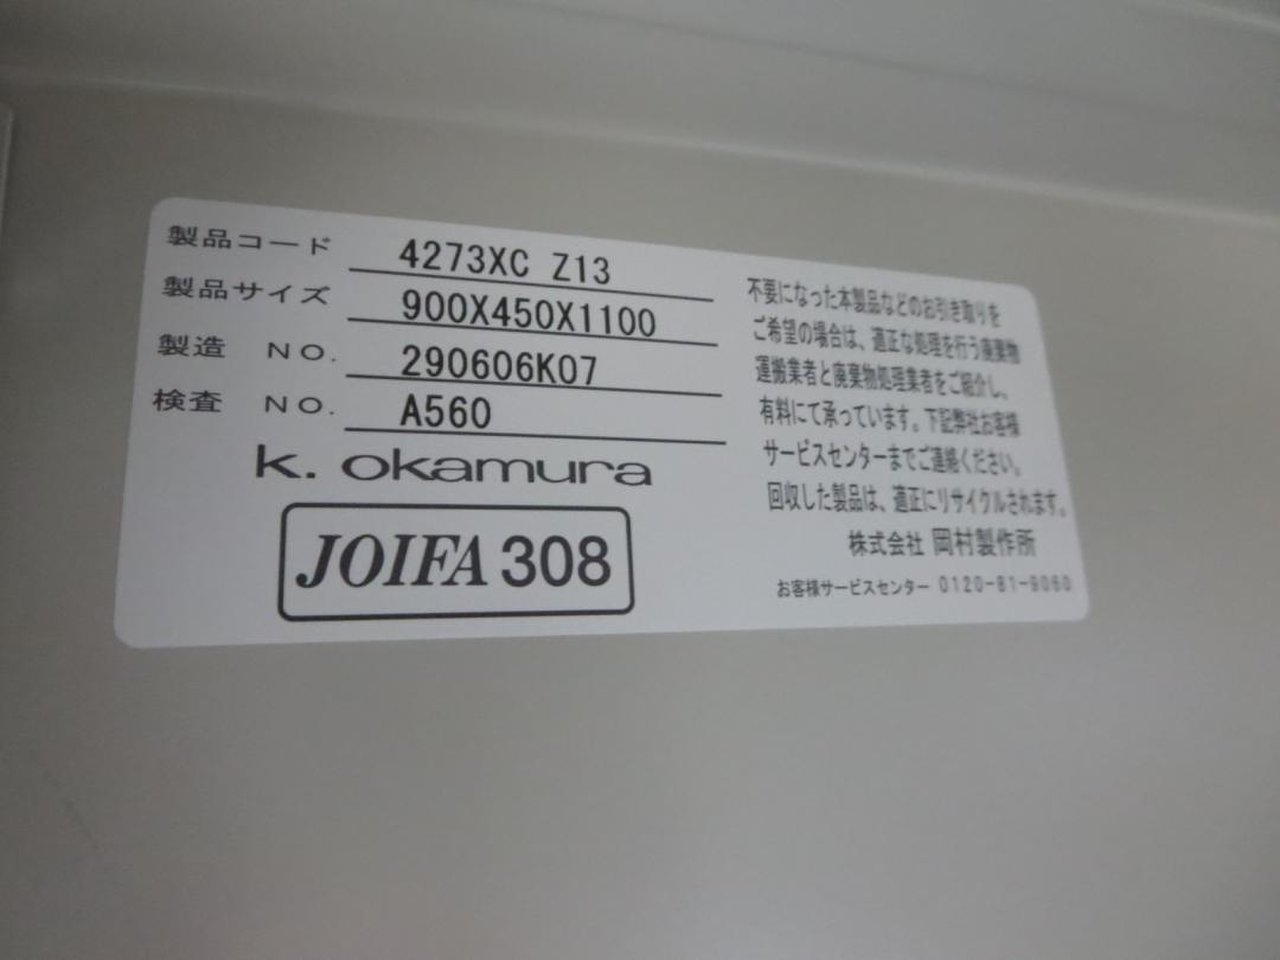 製品コード 4273XC Z13
製品サイズ 900X450X1100
製造 NO. 290606K07
検査 NO. A560
k. okamura
JOIFA 308
不要になった本製品などのお引き取りを
ご希望の場合は、適正な処理を行う廃棄物
運搬業者と廃棄物処理業者をご紹介し、
有料にて承っています。下記弊社お客様
サービスセンターまでご連絡ください。
回収した製品は、適正にリサイクルされます。
株式会社 岡村製作所
お客様サービスセンター 0120-81-9060